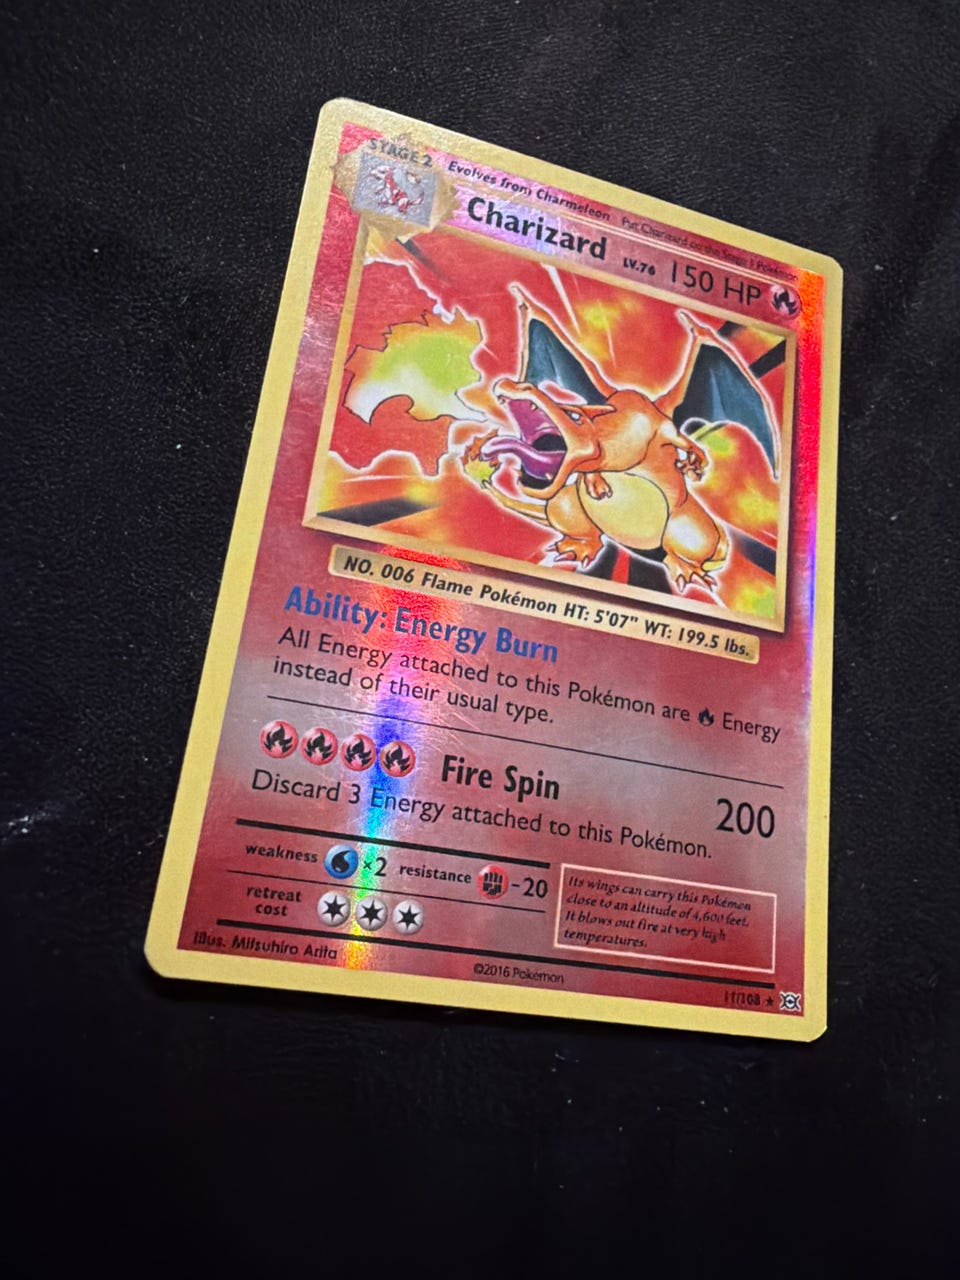 STAGE 2
Evolves from Charmeleon Put Charizard on the Stage 1 Pokémon
Charizard LV.76 150 HP
NO. 006 Flame Pokémon HT: 5'07" WT: 199.5 lbs.
Ability: Energy Burn
All Energy attached to this Pokémon are Energy
instead of their usual type.
Fire Spin 200
Discard 3 Energy attached to this Pokémon.
weakness ×2 resistance -20
retreat
cost
Its wings can carry this Pokémon
close to an altitude of 4,600 feet.
It blows out fire at very high
temperatures.
Illus. Mitsuhiro Arita
©2016 Pokémon
11/108 ★